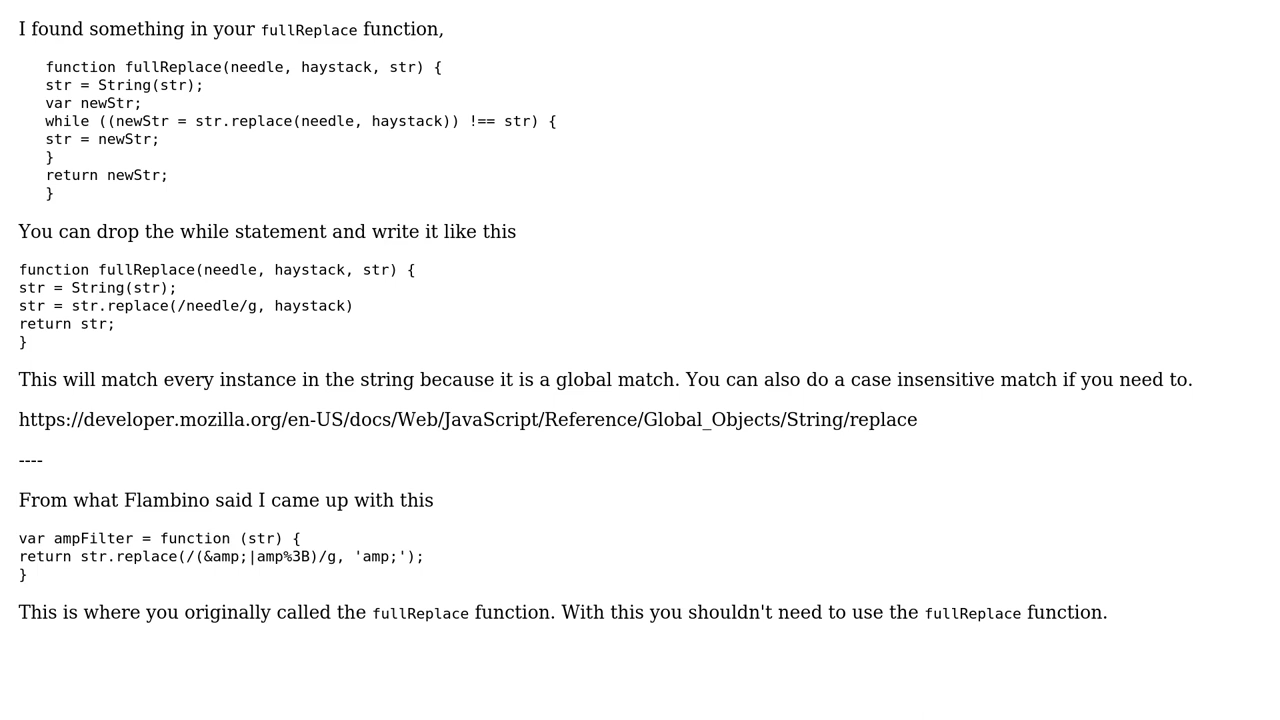 I found something in your fullReplace function,
function fullReplace(needle, haystack, str) {
str = String(str);
var newStr;
while ((newStr = str.replace(needle, haystack)) !== str) {
str = newStr;
}
return newStr;
}
You can drop the while statement and write it like this
function fullReplace(needle, haystack, str) {
str = String(str);
str = str.replace(/needle/g, haystack)
return str;
}
This will match every instance in the string because it is a global match. You can also do a case insensitive match if you need to.
https://developer.mozilla.org/en-US/docs/Web/JavaScript/Reference/Global_Objects/String/replace
----
From what Flambino said I came up with this
var ampFilter = function (str) {
return str.replace(/(&amp;|amp%3B)/g, 'amp;');
}
This is where you originally called the fullReplace function. With this you shouldn't need to use the fullReplace function.